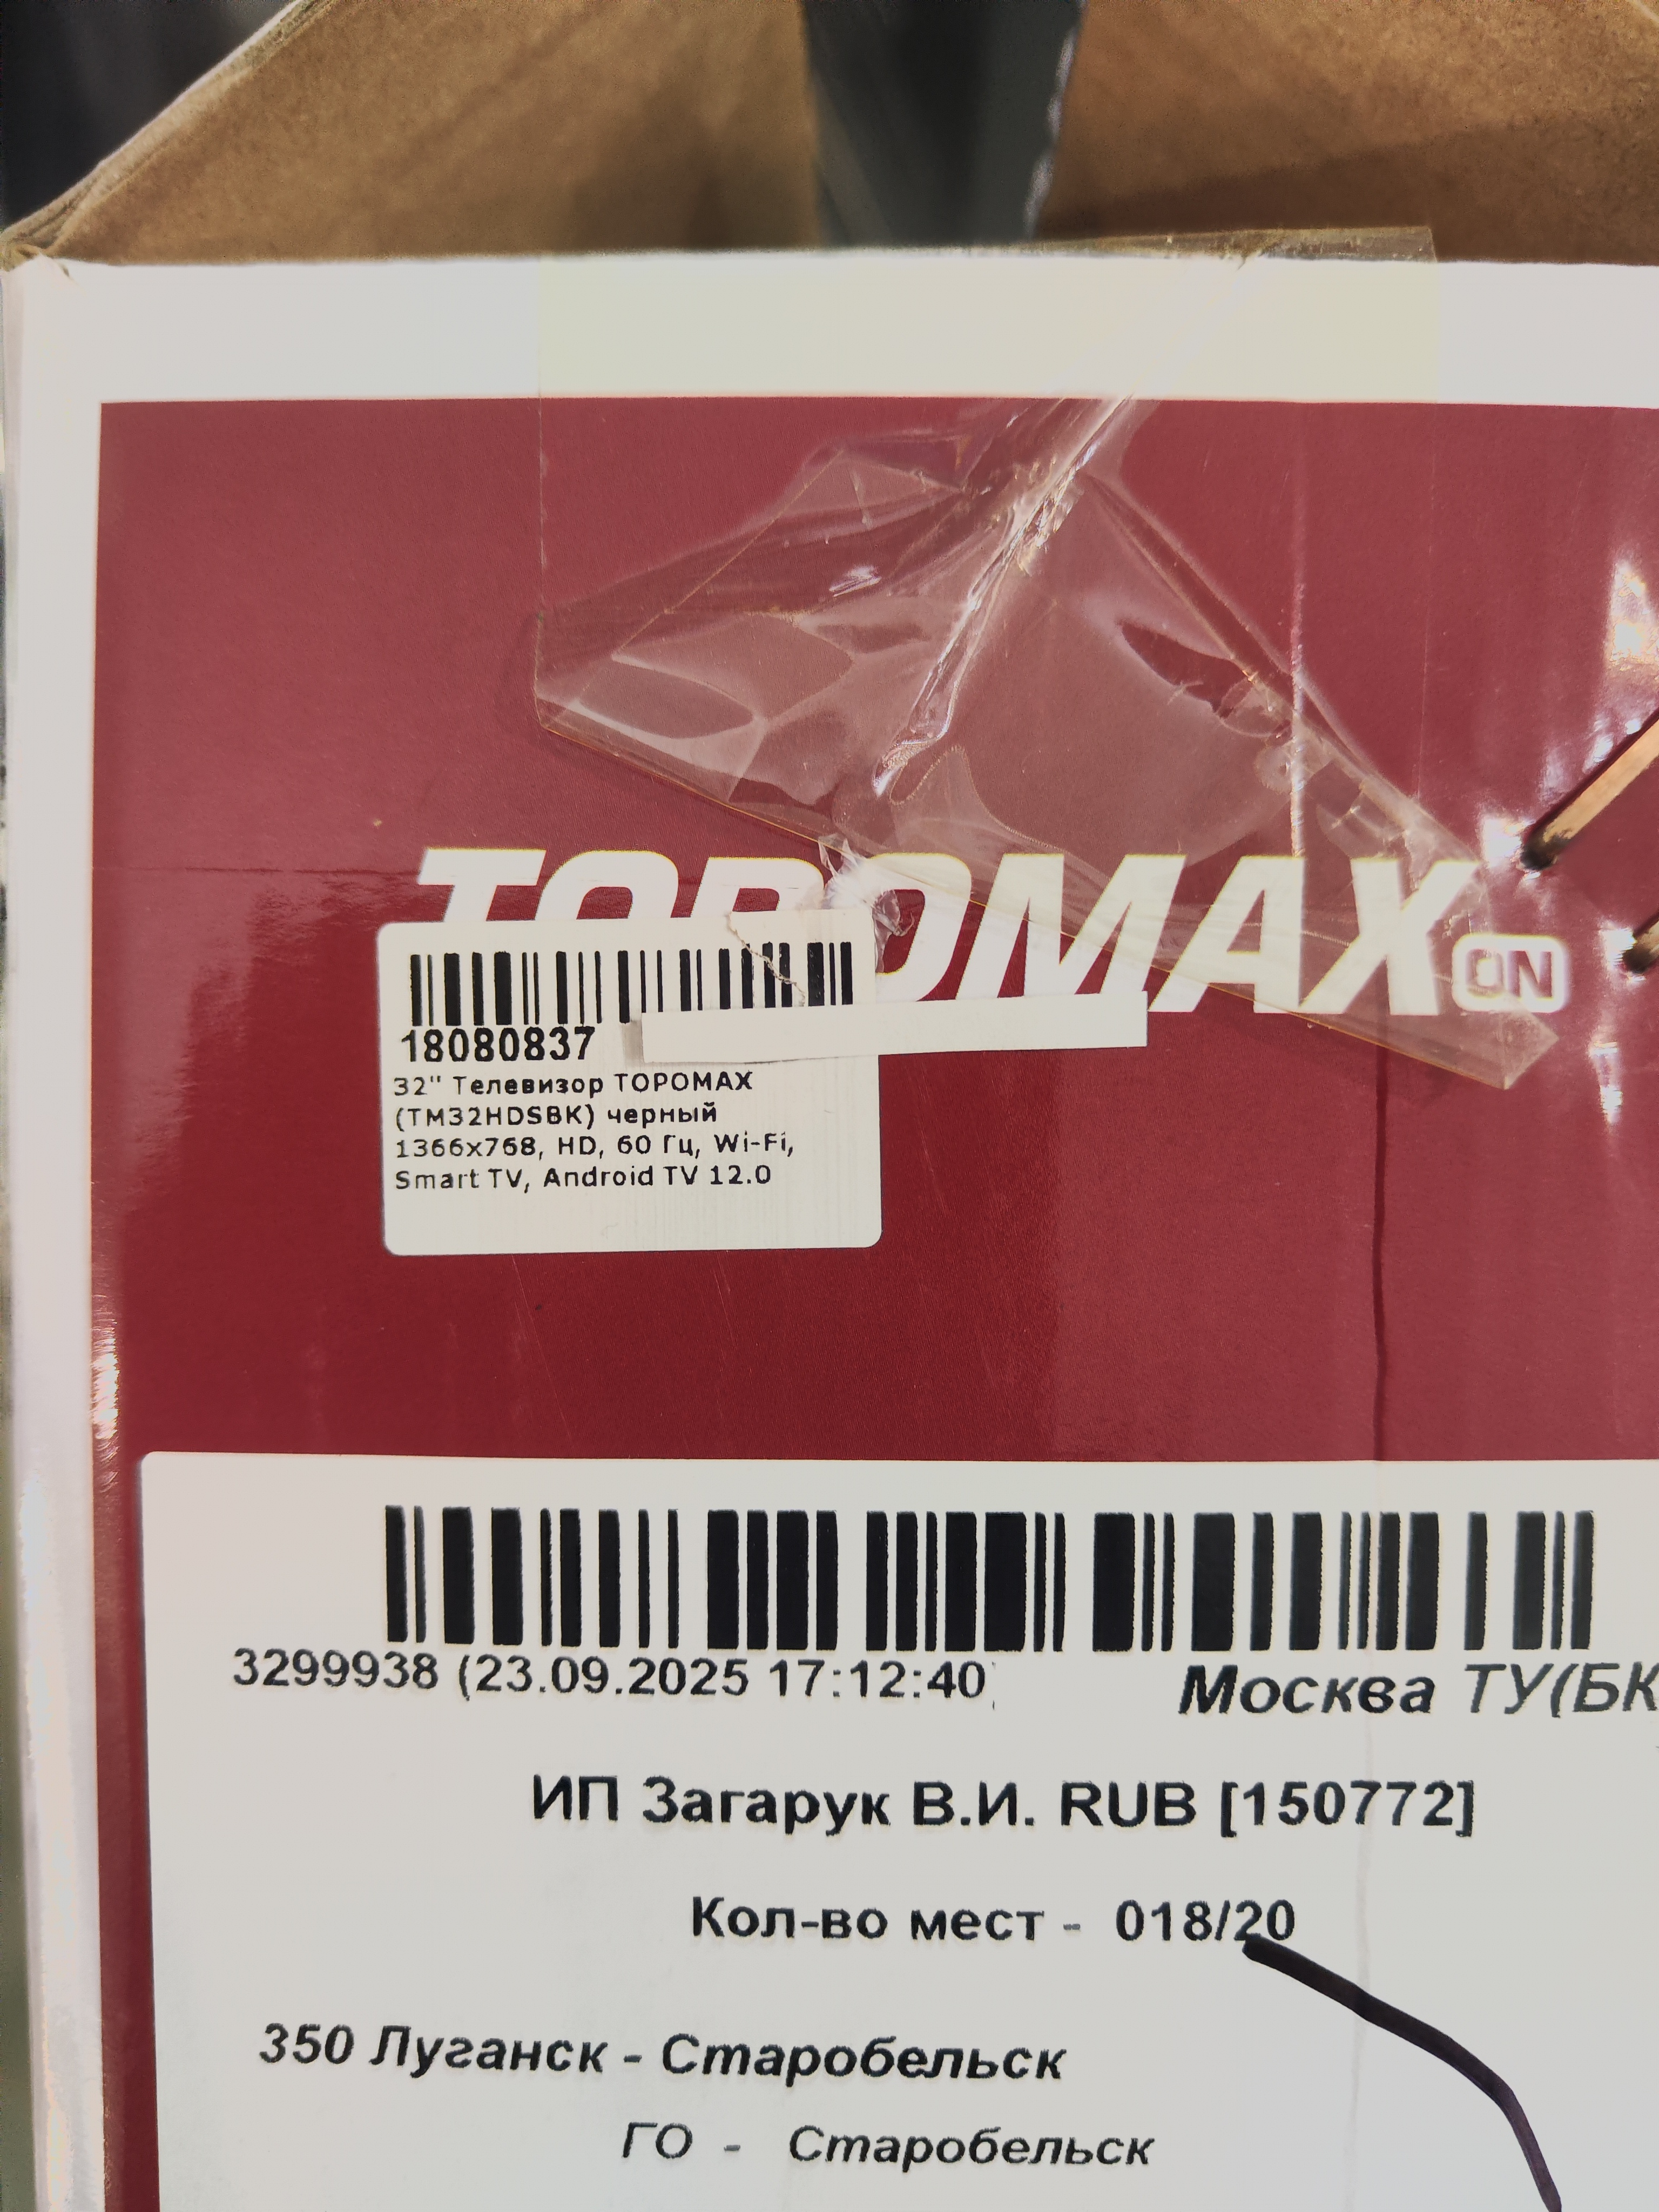 TOPOMAX ON
18080837
32" Телевизор TOPOMAX
(TM32HDSBK) черный
1366x768, HD, 60 Гц, Wi-Fi,
Smart TV, Android TV 12.0
3299938 (23.09.2025 17:12:40) Москва ТУ(БК
ИП Загарук В.И. RUB [150772]
Кол-во мест - 018/20
350 Луганск - Старобельск
ГО - Старобельск